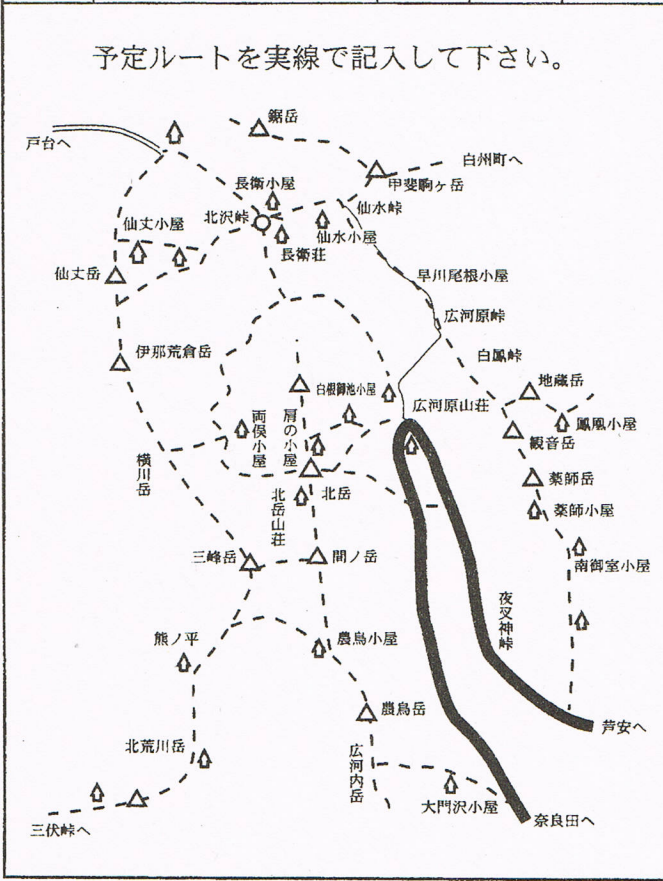 予定ルートを実線で記入して下さい。
鋸岳
戸台へ
白州町へ
甲斐駒ヶ岳
長衛小屋
仙水峠
北沢峠
仙丈小屋
仙水小屋
長衛荘
仙丈岳
早川尾根小屋
広河原峠
伊那荒倉岳
白鳳峠
地蔵岳
白根御池小屋
広河原山荘
鳳凰小屋
両俣小屋
肩の小屋
観音岳
横川岳
薬師岳
北岳
北岳山荘
薬師小屋
三峰岳
間ノ岳
南御室小屋
夜叉神峠
熊ノ平
農鳥小屋
農鳥岳
芦安へ
北荒川岳
広河内岳
大門沢小屋
奈良田へ
三伏峠へ